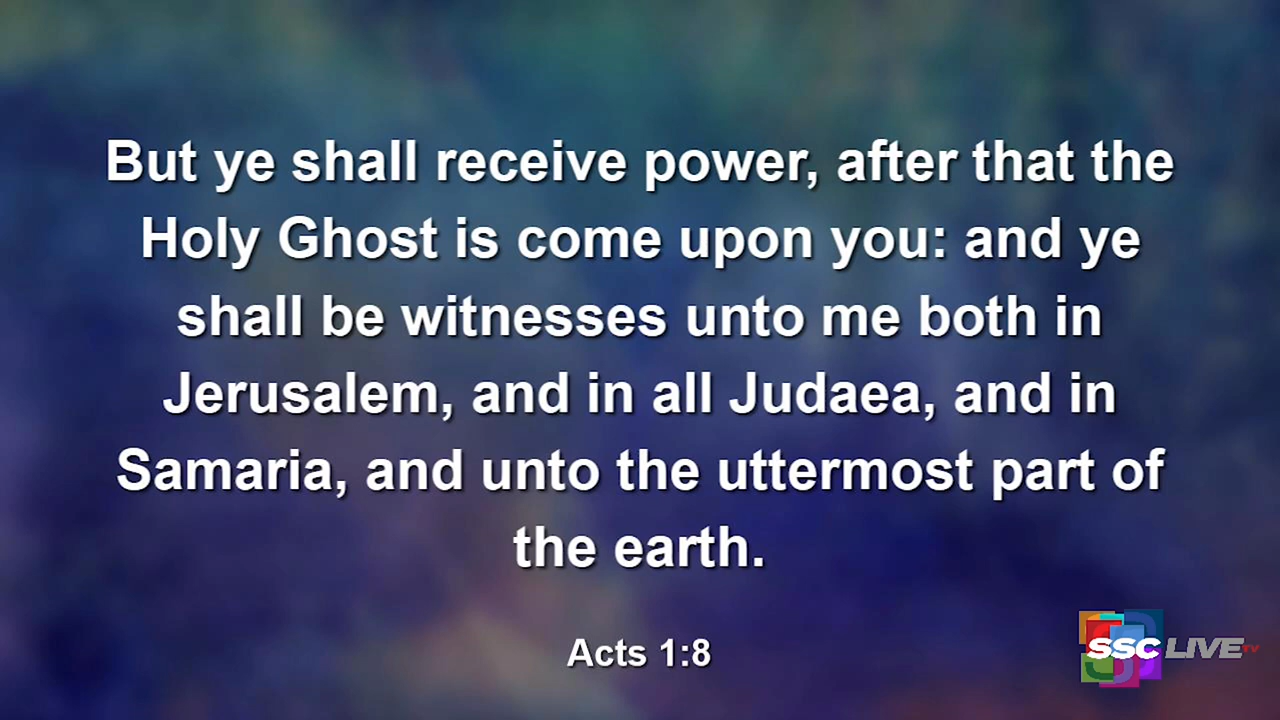 But ye shall receive power, after that the
Holy Ghost is come upon you: and ye
shall be witnesses unto me both in
Jerusalem, and in all Judaea, and in
Samaria, and unto the uttermost part of
the earth.
Acts 1:8
SSC LIVE TV